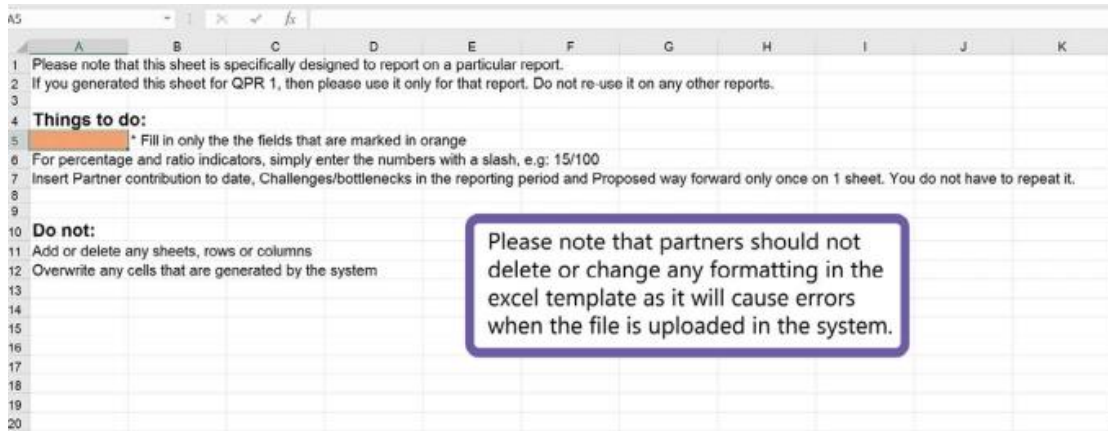 A5
fx
A B C D E F G H I J K
1 Please note that this sheet is specifically designed to report on a particular report.
2 If you generated this sheet for QPR 1, then please use it only for that report. Do not re-use it on any other reports.
3
4 Things to do:
5 * Fill in only the the fields that are marked in orange
6 For percentage and ratio indicators, simply enter the numbers with a slash, e.g: 15/100
7 Insert Partner contribution to date, Challenges/bottlenecks in the reporting period and Proposed way forward only once on 1 sheet. You do not have to repeat it.
8
9
10 Do not:
11 Add or delete any sheets, rows or columns
12 Overwrite any cells that are generated by the system
13
14
15
16
17
18
19
20
Please note that partners should not
delete or change any formatting in the
excel template as it will cause errors
when the file is uploaded in the system.